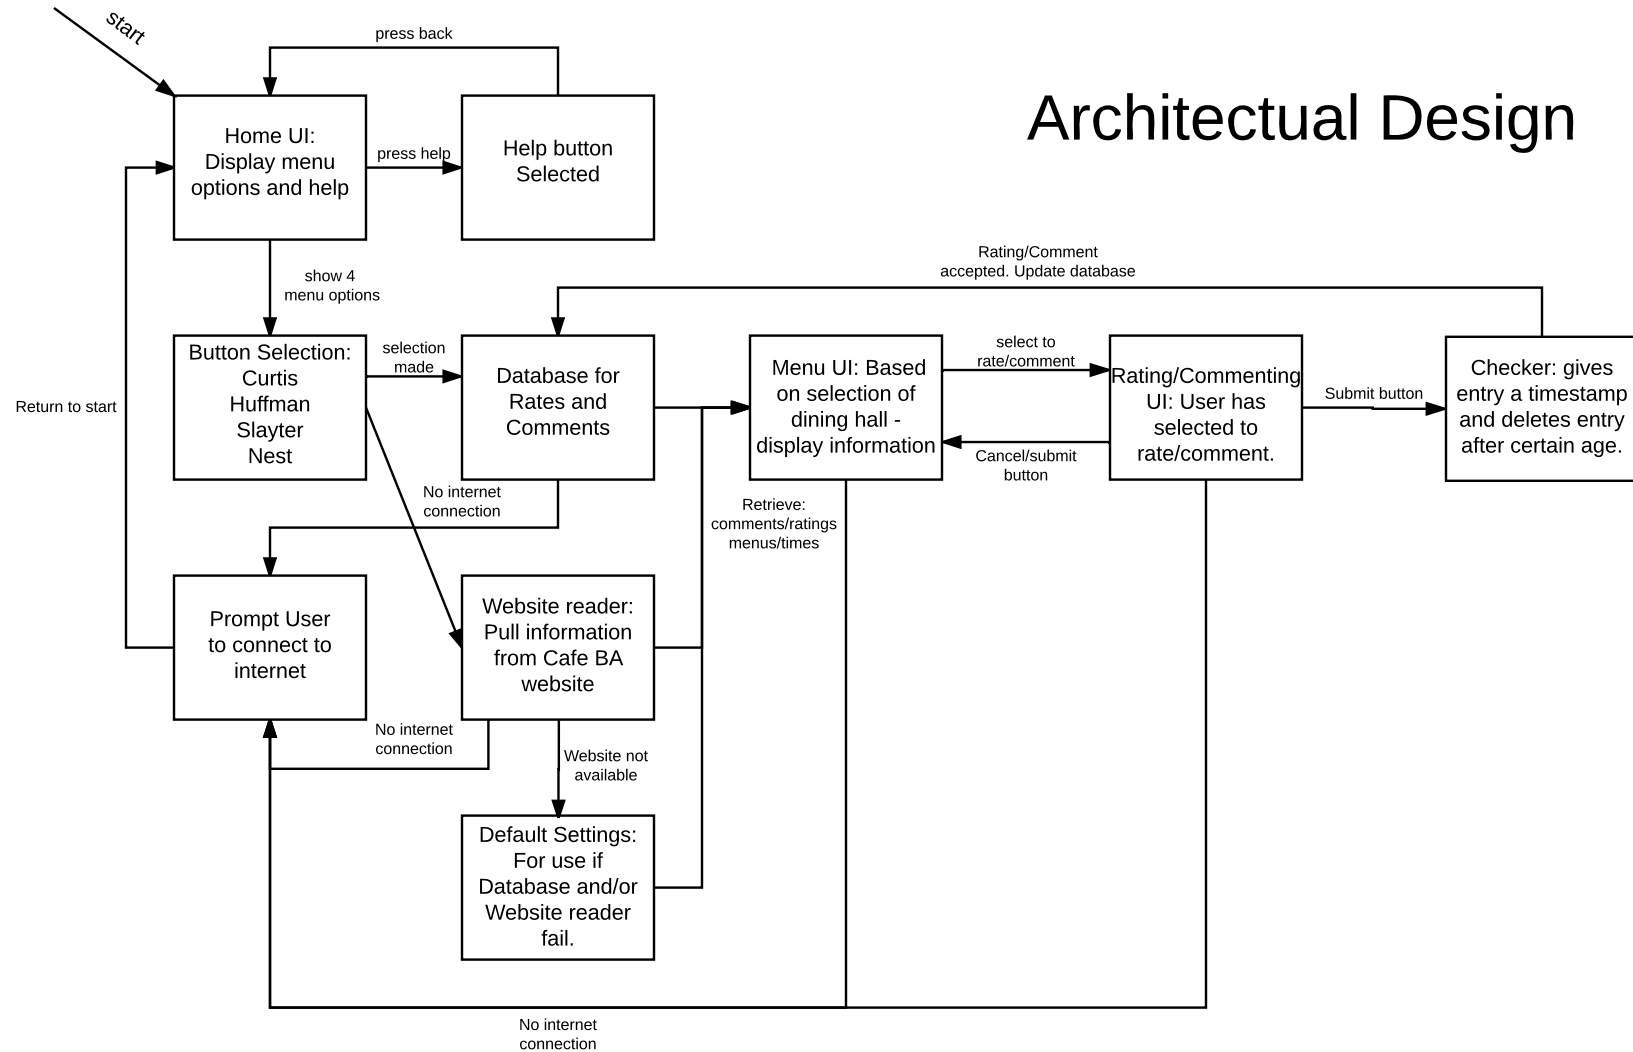 start
press back
Architectual Design
Home UI:
Display menu
options and help
press help
Help button
Selected
show 4
menu options
Rating/Comment
accepted. Update database
Button Selection:
Curtis
Huffman
Slayter
Nest
selection
made
Database for
Rates and
Comments
Menu UI: Based
on selection of
dining hall -
display information
select to
rate/comment
Cancel/submit
button
Rating/Commenting
UI: User has
selected to
rate/comment.
Submit button
Checker: gives
entry a timestamp
and deletes entry
after certain age.
Return to start
No internet
connection
Retrieve:
comments/ratings
menus/times
Prompt User
to connect to
internet
Website reader:
Pull information
from Cafe BA
website
No internet
connection
Website not
available
Default Settings:
For use if
Database and/or
Website reader
fail.
No internet
connection